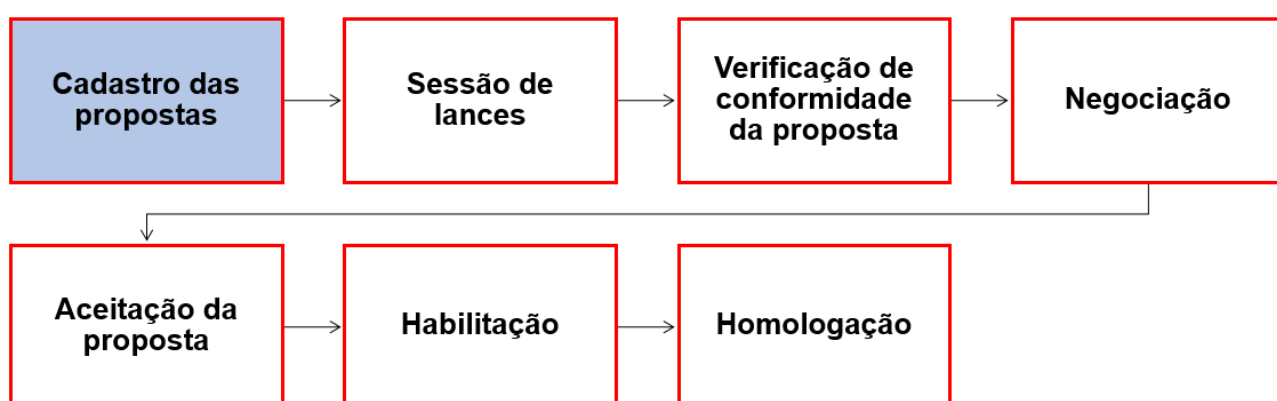 Cadastro das
propostas
Sessão de
lances
Verificação de
conformidade
da proposta
Negociação
Aceitação da
proposta
Habilitação
Homologação